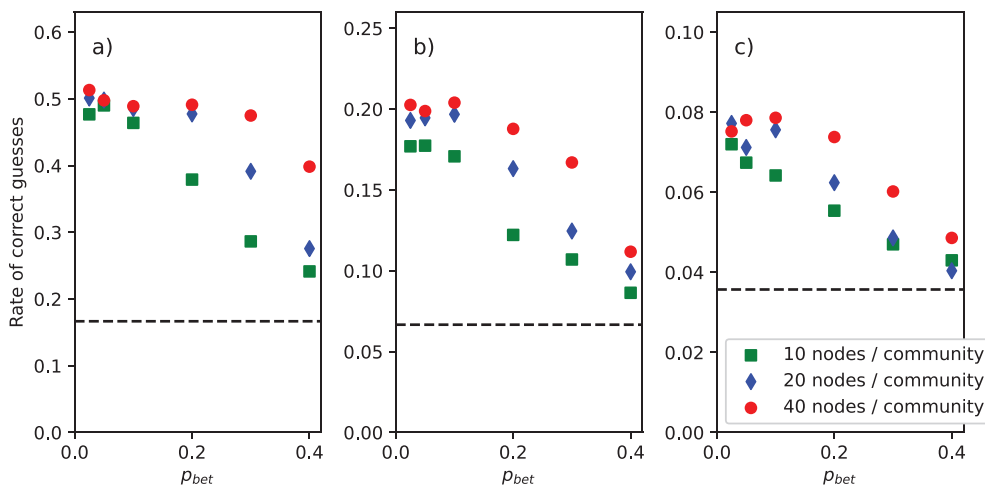 a)
b)
c)
Rate of correct guesses
0.6
0.5
0.4
0.3
0.2
0.1
0.0
0.25
0.20
0.15
0.10
0.05
0.00
0.10
0.08
0.06
0.04
0.02
0.00
10 nodes / community
20 nodes / community
40 nodes / community
0.0 0.2 0.4
0.0 0.2 0.4
0.0 0.2 0.4
p_bet
p_bet
p_bet